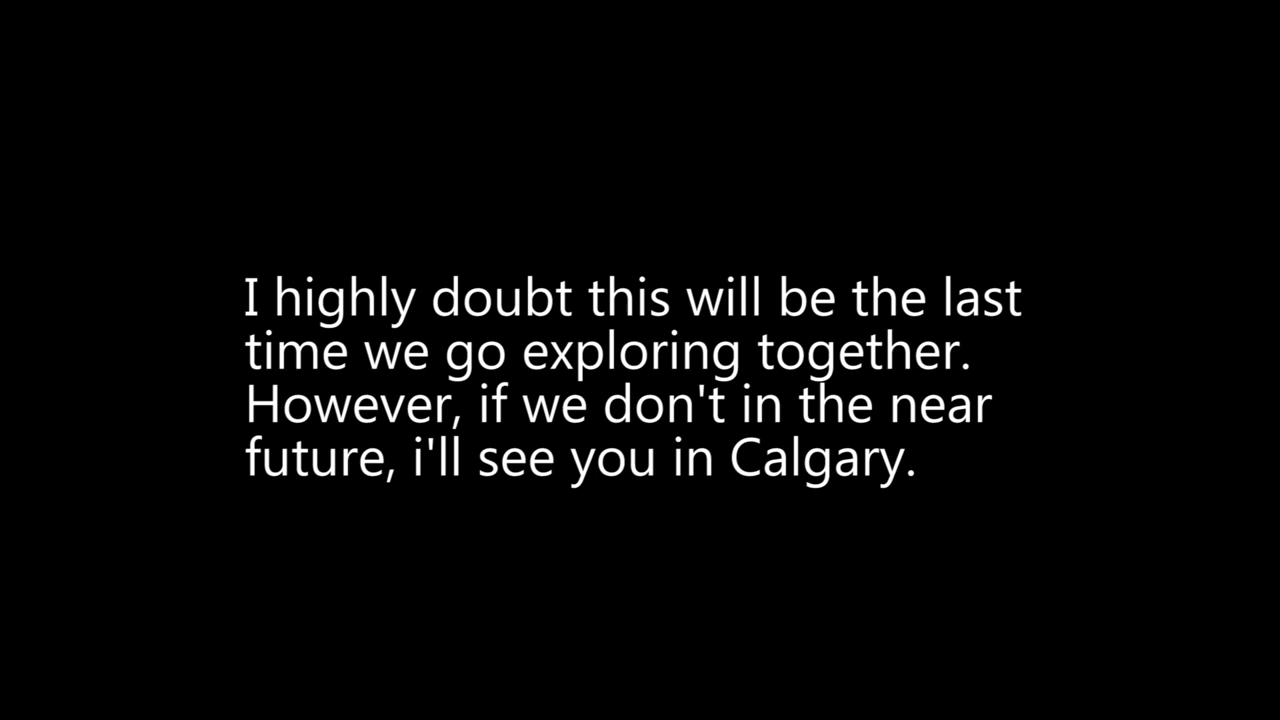 I highly doubt this will be the last
time we go exploring together.
However, if we don't in the near
future, i'll see you in Calgary.